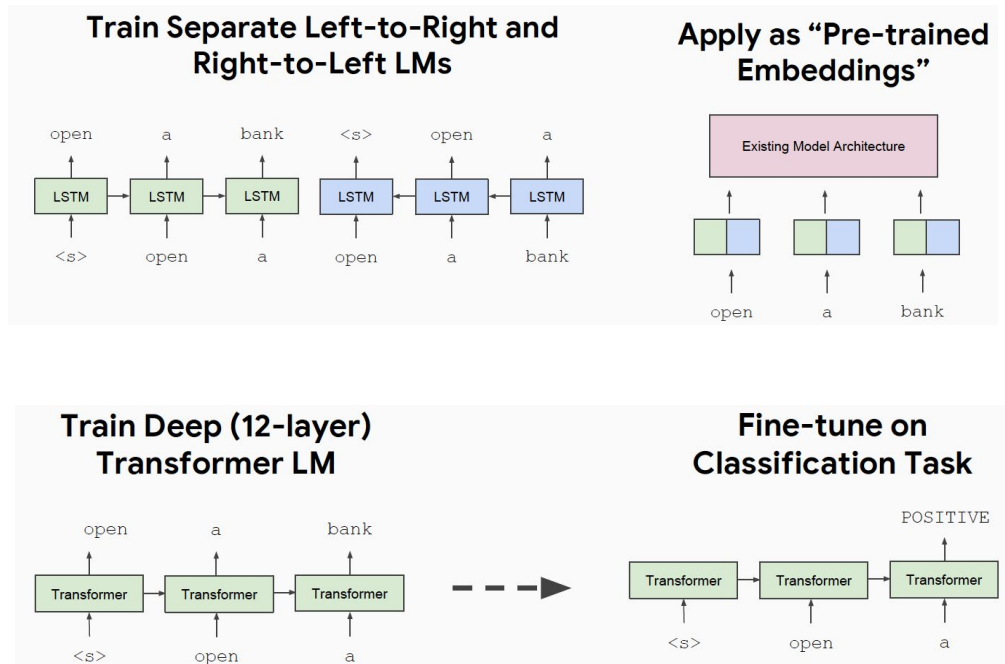 Train Separate Left-to-Right and
Right-to-Left LMs
open a bank <s> open a
LSTM LSTM LSTM LSTM LSTM LSTM
<s> open a open a bank
Apply as “Pre-trained
Embeddings”
Existing Model Architecture
open a bank
Train Deep (12-layer)
Transformer LM
open a bank
Transformer Transformer Transformer
<s> open a
Fine-tune on
Classification Task
POSITIVE
Transformer Transformer Transformer
<s> open a